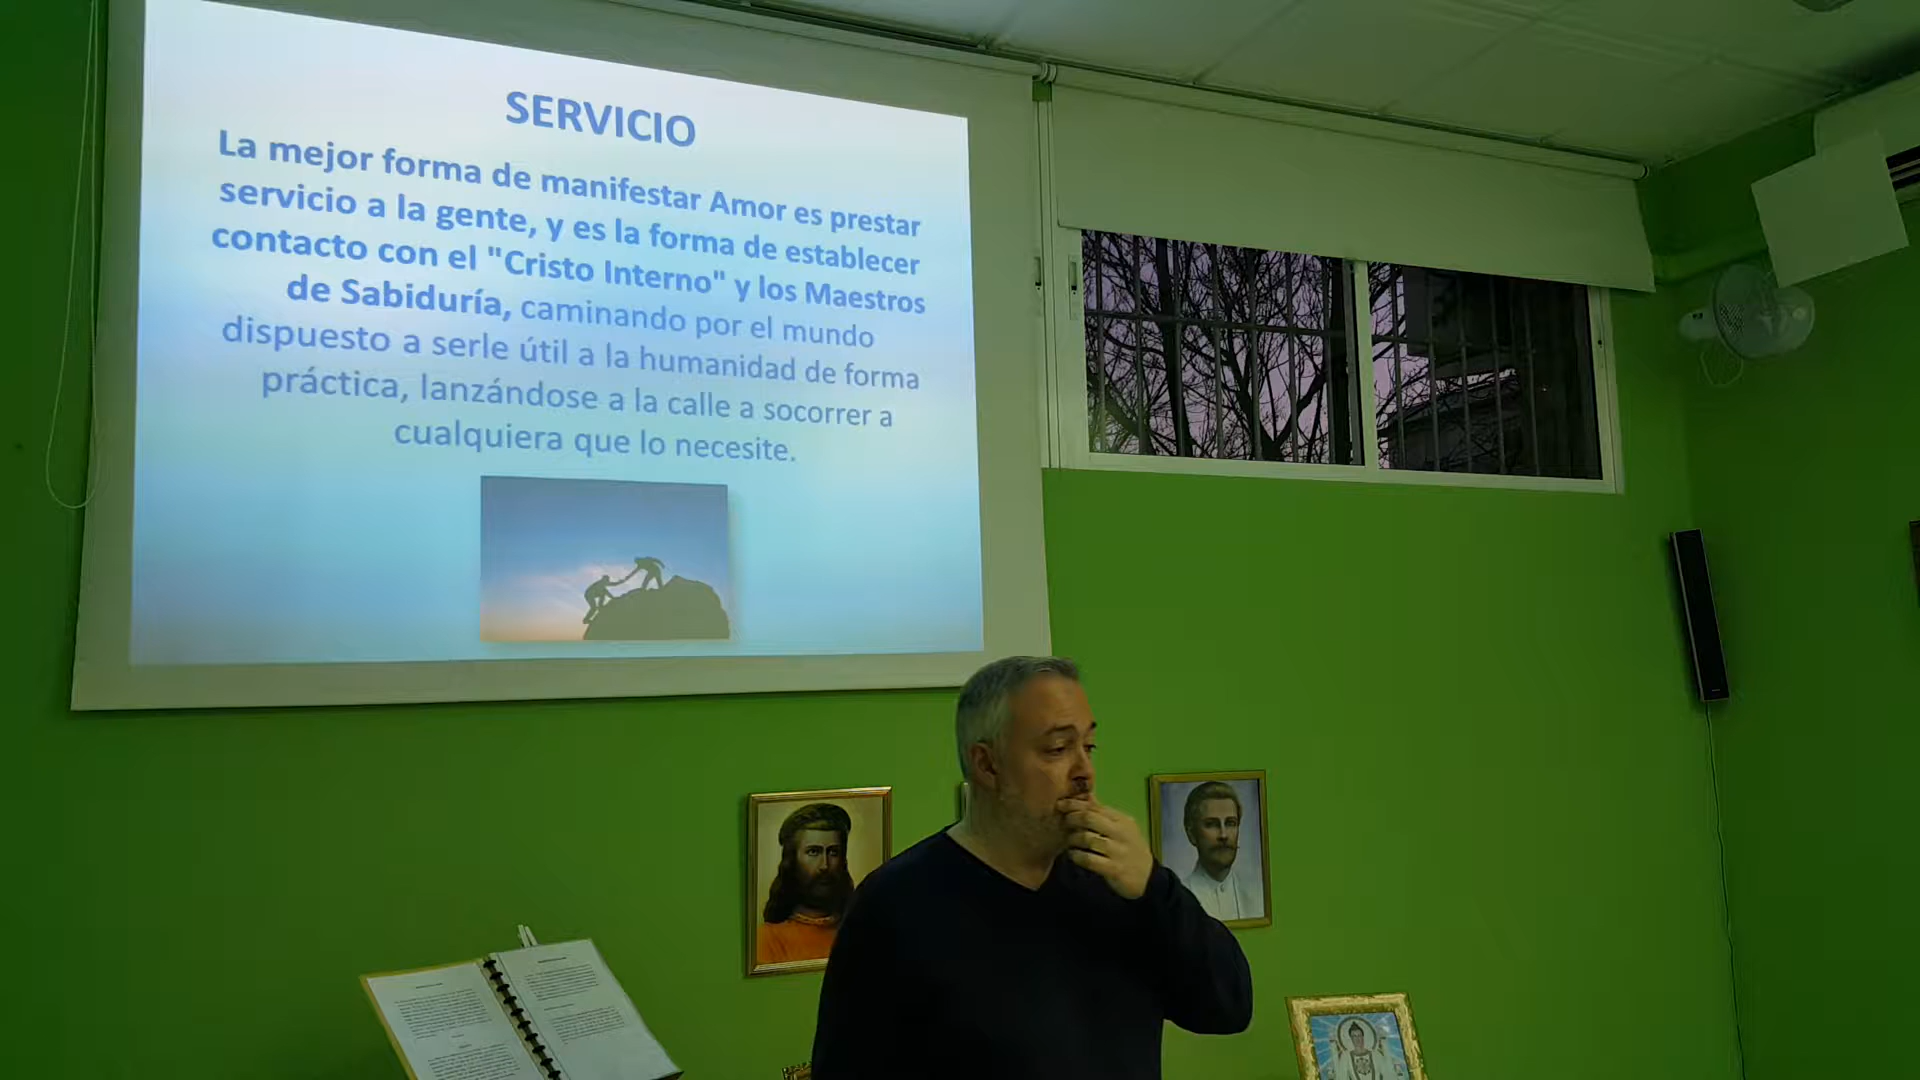 SERVICIO
La mejor forma de manifestar Amor es prestar
servicio a la gente, y es la forma de establecer
contacto con el "Cristo Interno" y los Maestros
de Sabiduría, caminando por el mundo
dispuesto a serle útil a la humanidad de forma
práctica, lanzándose a la calle a socorrer a
cualquiera que lo necesite.